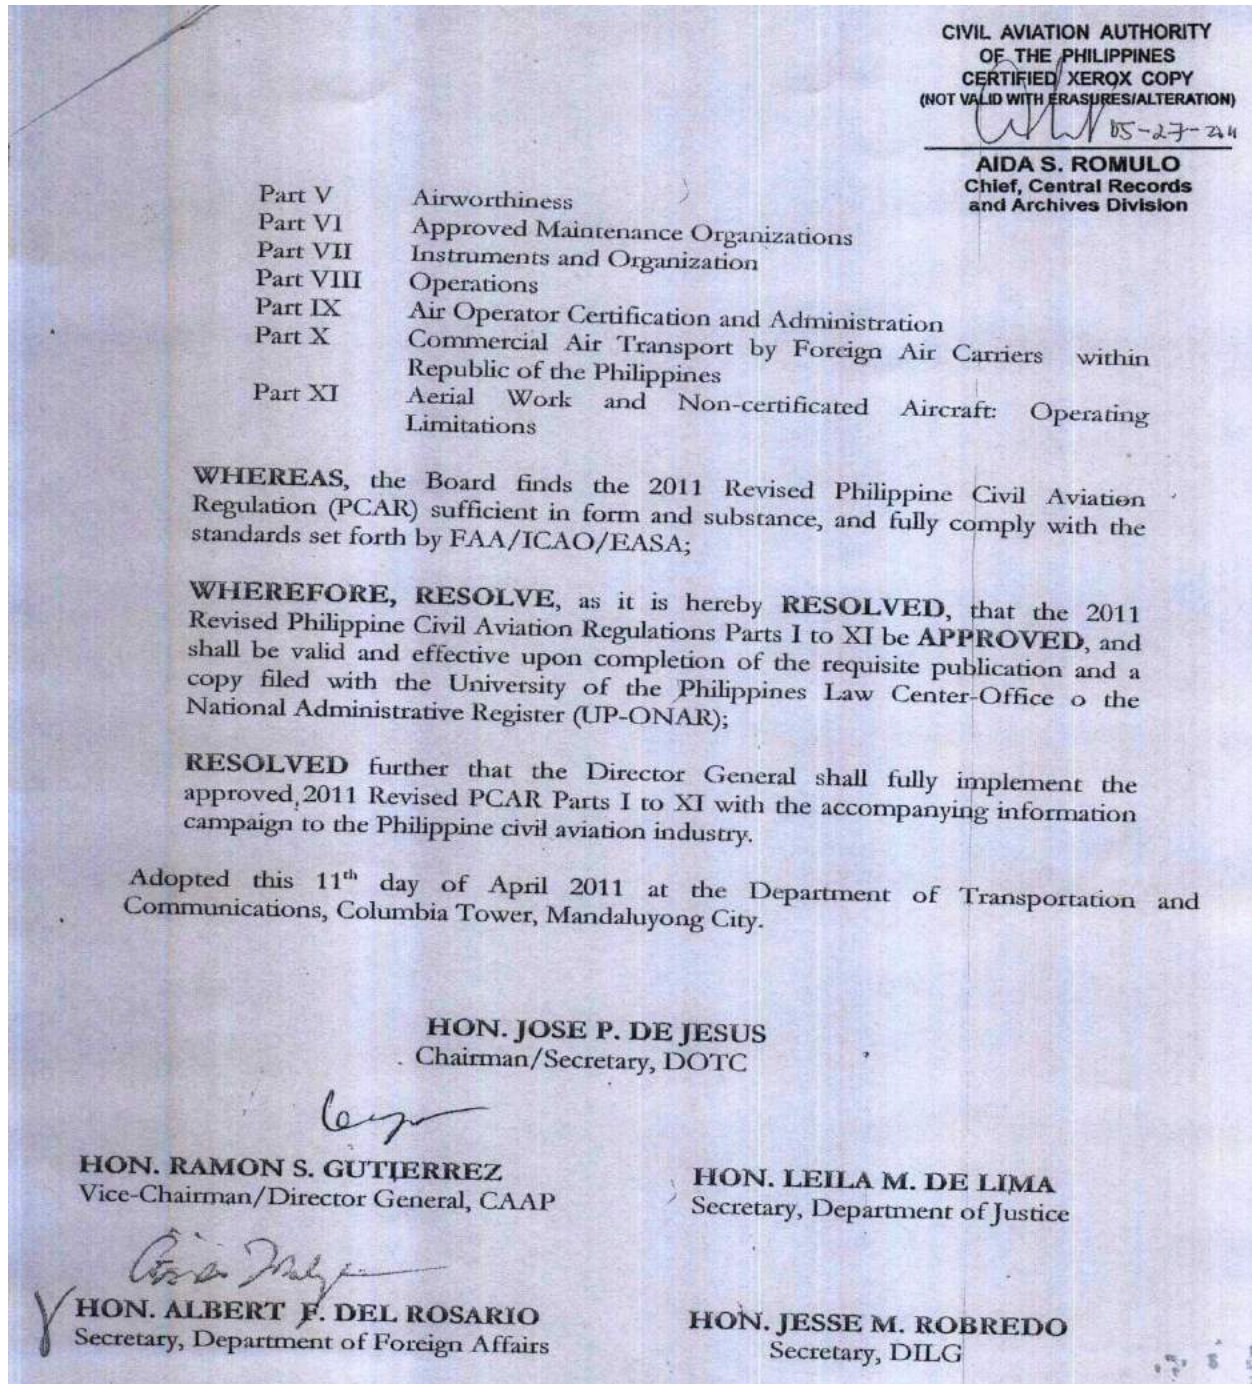 CIVIL AVIATION AUTHORITY
OF THE PHILIPPINES
CERTIFIED XEROX COPY
(NOT VALID WITH ERASURES/ALTERATION)
05-27-2011
AIDA S. ROMULO
Chief, Central Records
and Archives Division
Part V Airworthiness
Part VI Approved Maintenance Organizations
Part VII Instruments and Organization
Part VIII Operations
Part IX Air Operator Certification and Administration
Part X Commercial Air Transport by Foreign Air Carriers within
Republic of the Philippines
Part XI Aerial Work and Non-certificated Aircraft: Operating
Limitations
WHEREAS, the Board finds the 2011 Revised Philippine Civil Aviation
Regulation (PCAR) sufficient in form and substance, and fully comply with the
standards set forth by FAA/ICAO/EASA;
WHEREFORE, RESOLVE, as it is hereby RESOLVED, that the 2011
Revised Philippine Civil Aviation Regulations Parts I to XI be APPROVED, and
shall be valid and effective upon completion of the requisite publication and a
copy filed with the University of the Philippines Law Center-Office o the
National Administrative Register (UP-ONAR);
RESOLVED further that the Director General shall fully implement the
approved 2011 Revised PCAR Parts I to XI with the accompanying information
campaign to the Philippine civil aviation industry.
Adopted this 11th day of April 2011 at the Department of Transportation and
Communications, Columbia Tower, Mandaluyong City.
HON. JOSE P. DE JESUS
Chairman/Secretary, DOTC
HON. RAMON S. GUTIERREZ
Vice-Chairman/Director General, CAAP
HON. LEILA M. DE LIMA
Secretary, Department of Justice
HON. ALBERT F. DEL ROSARIO
Secretary, Department of Foreign Affairs
HON. JESSE M. ROBREDO
Secretary, DILG